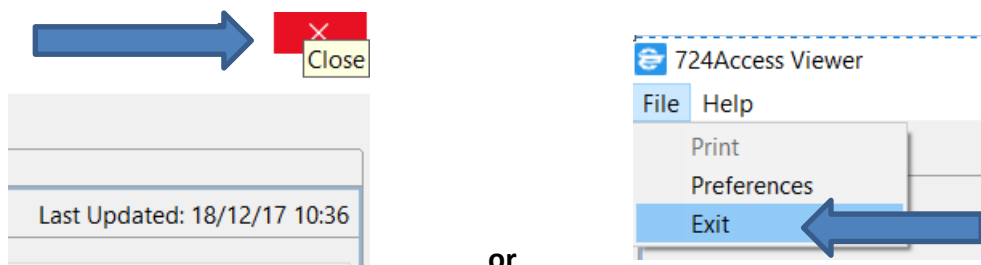 Close
Last Updated: 18/12/17 10:36
or
724Access Viewer
File Help
Print
Preferences
Exit